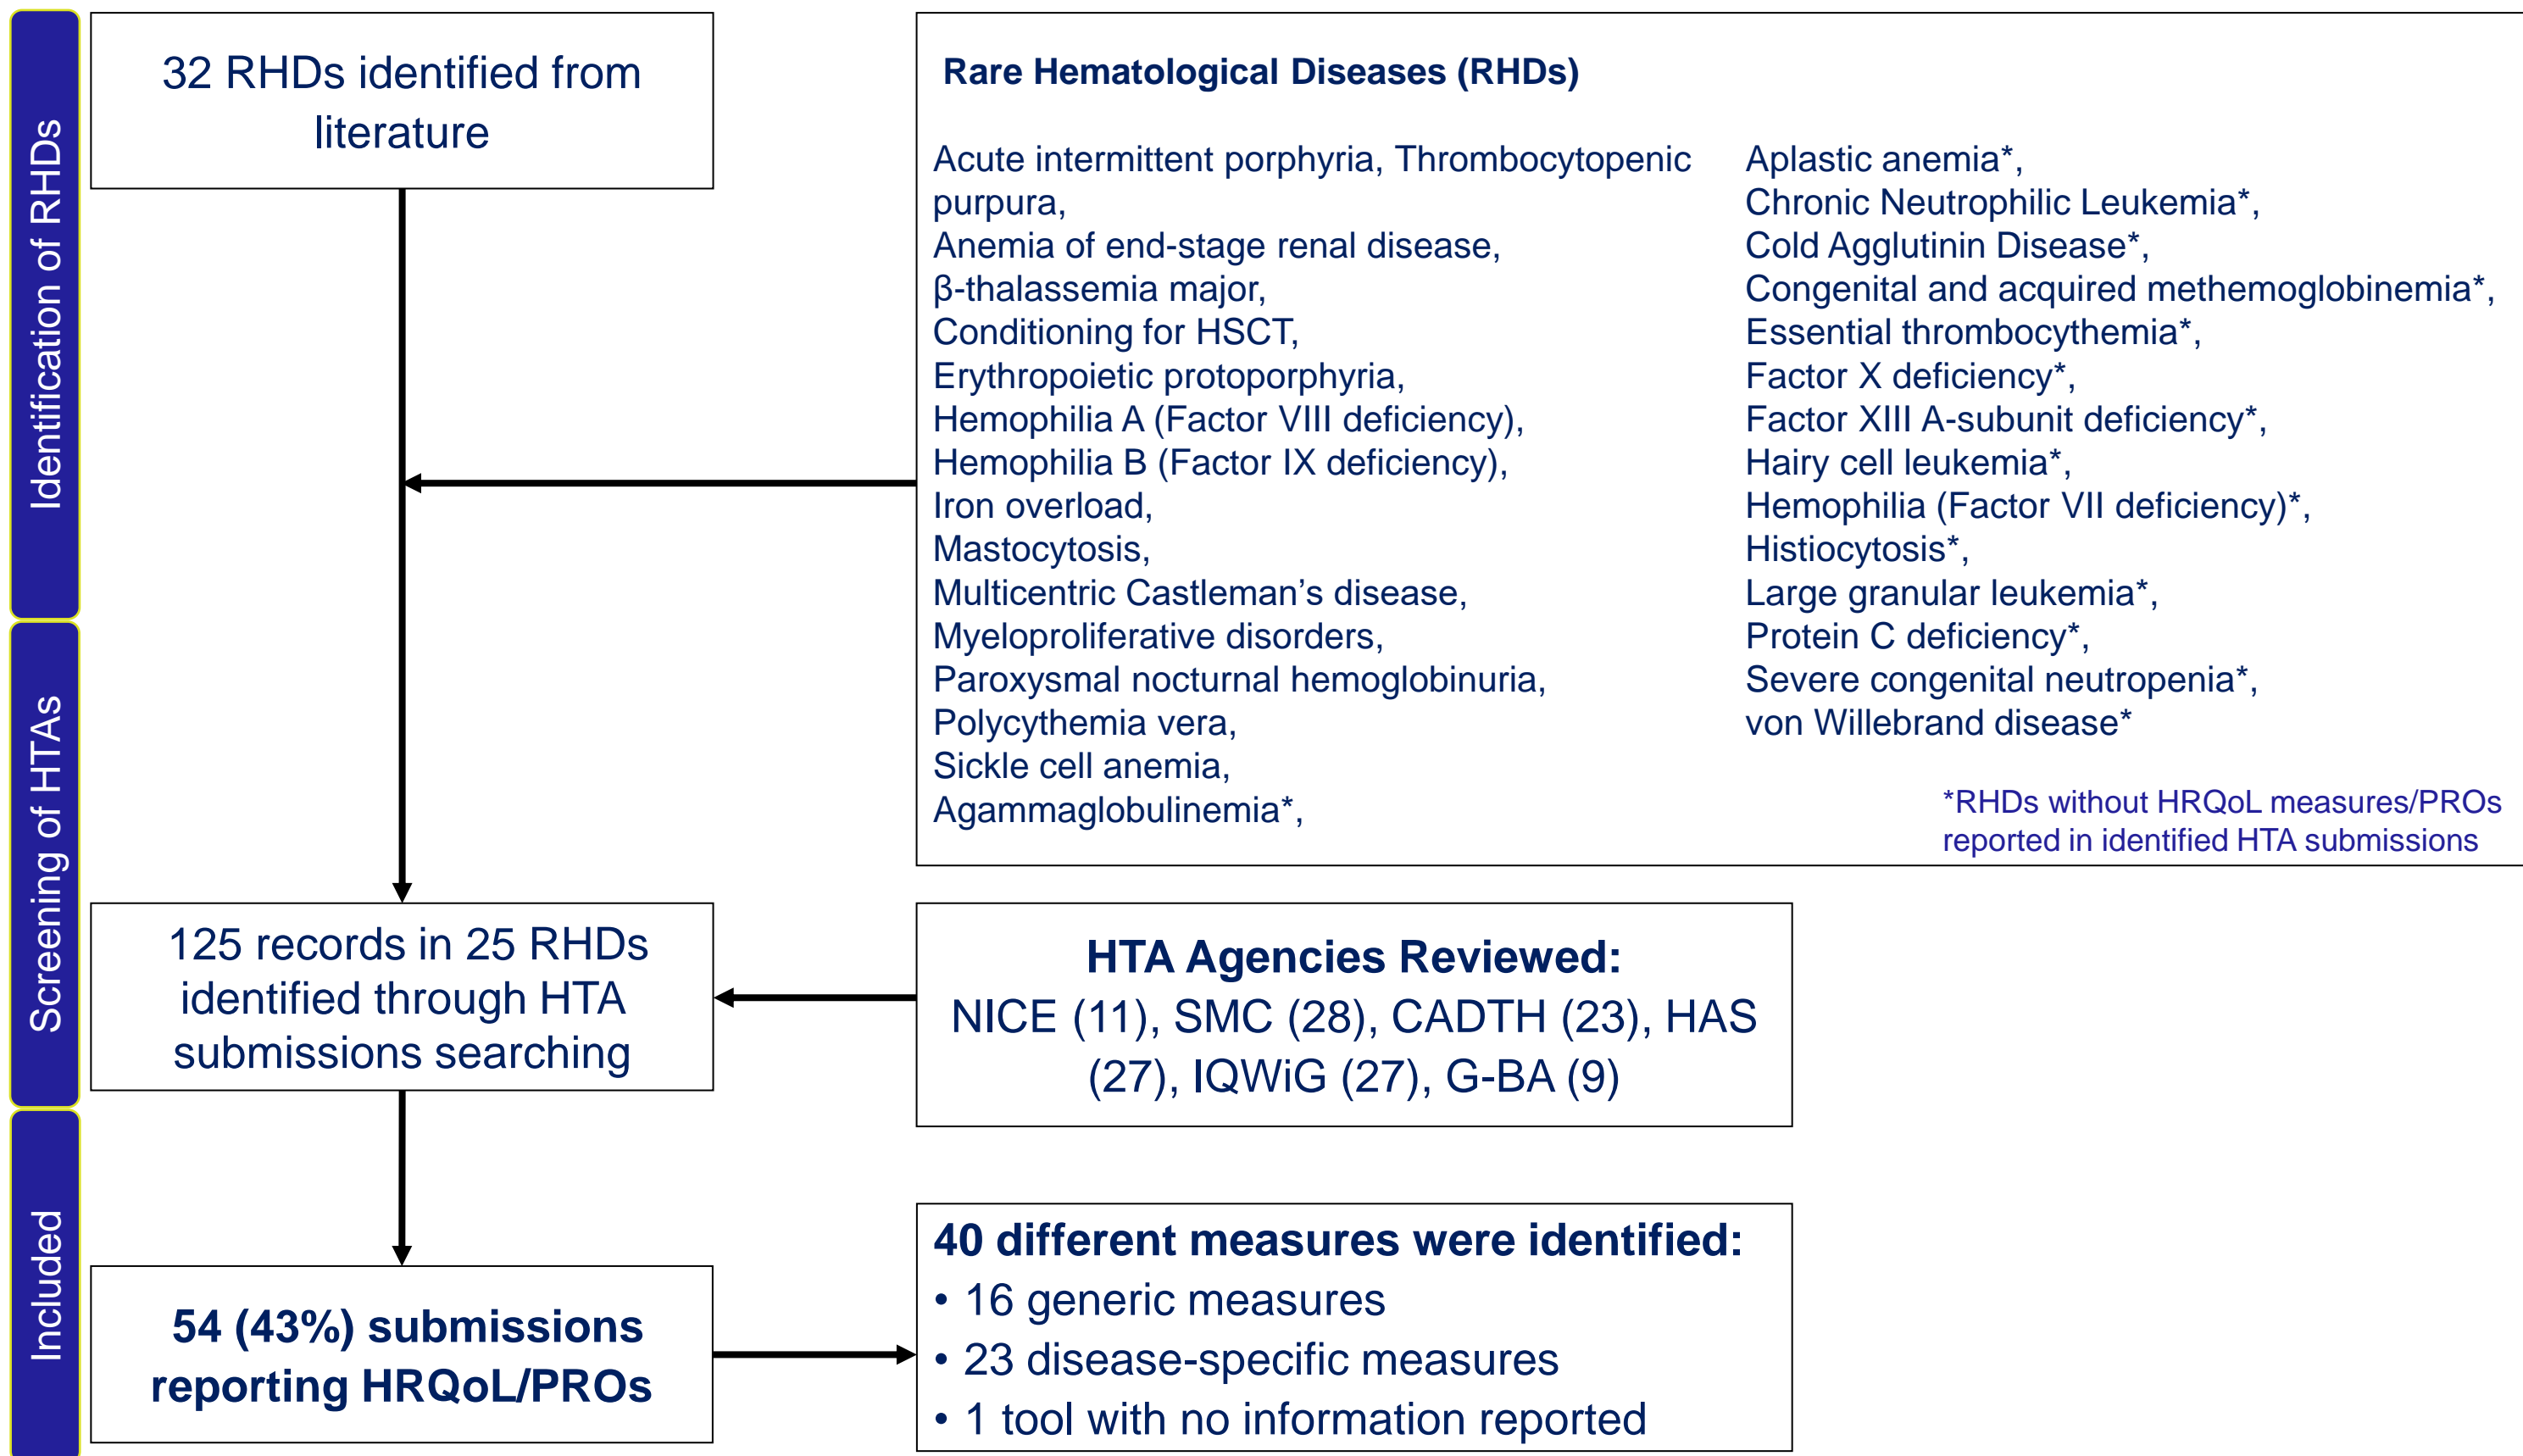 Identification of RHDs
32 RHDs identified from
literature
Rare Hematological Diseases (RHDs)
Acute intermittent porphyria, Thrombocytopenic
purpura,
Anemia of end-stage renal disease,
β-thalassemia major,
Conditioning for HSCT,
Erythropoietic protoporphyria,
Hemophilia A (Factor VIII deficiency),
Hemophilia B (Factor IX deficiency),
Iron overload,
Mastocytosis,
Multicentric Castleman’s disease,
Myeloproliferative disorders,
Paroxysmal nocturnal hemoglobinuria,
Polycythemia vera,
Sickle cell anemia,
Agammaglobulinemia*,
Aplastic anemia*,
Chronic Neutrophilic Leukemia*,
Cold Agglutinin Disease*,
Congenital and acquired methemoglobinemia*,
Essential thrombocythemia*,
Factor X deficiency*,
Factor XIII A-subunit deficiency*,
Hairy cell leukemia*,
Hemophilia (Factor VII deficiency)*,
Histiocytosis*,
Large granular leukemia*,
Protein C deficiency*,
Severe congenital neutropenia*,
von Willebrand disease*
*RHDs without HRQoL measures/PROs
reported in identified HTA submissions
Screening of HTAs
125 records in 25 RHDs
identified through HTA
submissions searching
HTA Agencies Reviewed:
NICE (11), SMC (28), CADTH (23), HAS
(27), IQWiG (27), G-BA (9)
Included
54 (43%) submissions
reporting HRQoL/PROs
40 different measures were identified:
• 16 generic measures
• 23 disease-specific measures
• 1 tool with no information reported